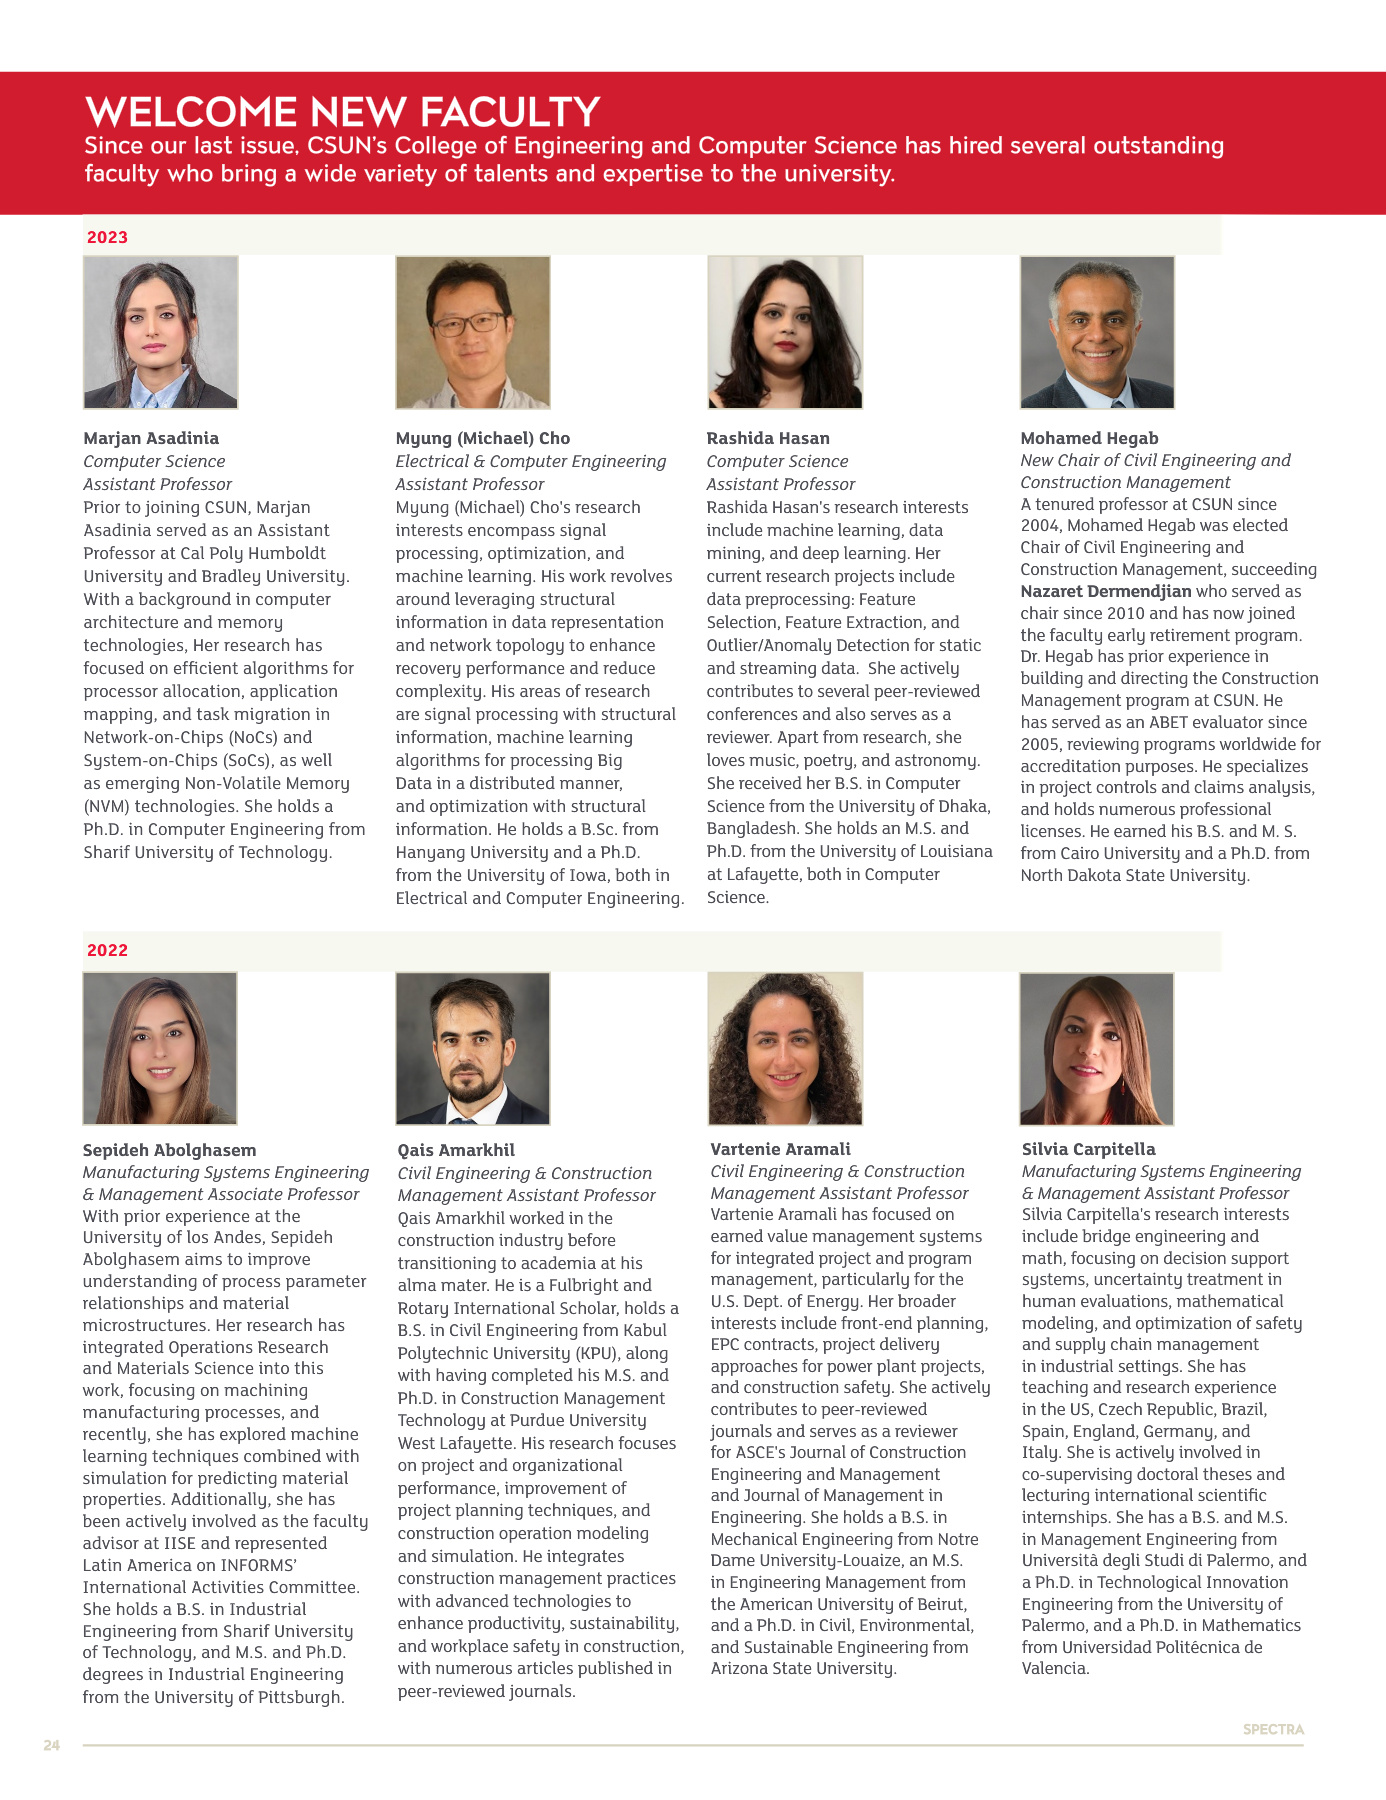 WELCOME NEW FACULTY
Since our last issue, CSUN's College of Engineering and Computer Science has hired several outstanding
faculty who bring a wide variety of talents and expertise to the university.
2023
Marjan Asadinia
Computer Science
Assistant Professor
Prior to joining CSUN, Marjan
Asadinia served as an Assistant
Professor at Cal Poly Humboldt
University and Bradley University.
With a background in computer
architecture and memory
technologies, Her research has
focused on efficient algorithms for
processor allocation, application
mapping, and task migration in
Network-on-Chips (NoCs) and
System-on-Chips (SoCs), as well
as emerging Non-Volatile Memory
(NVM) technologies. She holds a
Ph.D. in Computer Engineering from
Sharif University of Technology.
Myung (Michael) Cho
Electrical & Computer Engineering
Assistant Professor
Myung (Michael) Cho's research
interests encompass signal
processing, optimization, and
machine learning. His work revolves
around leveraging structural
information in data representation
and network topology to enhance
recovery performance and reduce
complexity. His areas of research
are signal processing with structural
information, machine learning
algorithms for processing Big
Data in a distributed manner,
and optimization with structural
information. He holds a B.Sc. from
Hanyang University and a Ph.D.
from the University of Iowa, both in
Electrical and Computer Engineering.
Rashida Hasan
Computer Science
Assistant Professor
Rashida Hasan's research interests
include machine learning, data
mining, and deep learning. Her
current research projects include
data preprocessing: Feature
Selection, Feature Extraction, and
Outlier/Anomaly Detection for static
and streaming data.  She actively
contributes to several peer-reviewed
conferences and also serves as a
reviewer. Apart from research, she
loves music, poetry, and astronomy.
She received her B.S. in Computer
Science from the University of Dhaka,
Bangladesh. She holds an M.S. and
Ph.D. from the University of Louisiana
at Lafayette, both in Computer
Science.
Mohamed Hegab
New Chair of Civil Engineering and
Construction Management
A tenured professor at CSUN since
2004, Mohamed Hegab was elected
Chair of Civil Engineering and
Construction Management, succeeding
Nazaret Dermendjian who served as
chair since 2010 and has now joined
the faculty early retirement program.
Dr. Hegab has prior experience in
building and directing the Construction
Management program at CSUN. He
has served as an ABET evaluator since
2005, reviewing programs worldwide for
accreditation purposes. He specializes
in project controls and claims analysis,
and holds numerous professional
licenses. He earned his B.S. and M. S.
from Cairo University and a Ph.D. from
North Dakota State University.
2022
Sepideh Abolghasem
Manufacturing Systems Engineering
& Management Associate Professor
With prior experience at the
University of los Andes, Sepideh
Abolghasem aims to improve
understanding of process parameter
relationships and material
microstructures. Her research has
integrated Operations Research
and Materials Science into this
work, focusing on machining
manufacturing processes, and
recently, she has explored machine
learning techniques combined with
simulation for predicting material
properties. Additionally, she has
been actively involved as the faculty
advisor at IISE and represented
Latin America on INFORMS’
International Activities Committee.
She holds a B.S. in Industrial
Engineering from Sharif University
of Technology, and M.S. and Ph.D.
degrees in Industrial Engineering
from the University of Pittsburgh.
Qais Amarkhil
Civil Engineering & Construction
Management Assistant Professor
Qais Amarkhil worked in the
construction industry before
transitioning to academia at his
alma mater. He is a Fulbright and
Rotary International Scholar, holds a
B.S. in Civil Engineering from Kabul
Polytechnic University (KPU), along
with having completed his M.S. and
Ph.D. in Construction Management
Technology at Purdue University
West Lafayette. His research focuses
on project and organizational
performance, improvement of
project planning techniques, and
construction operation modeling
and simulation. He integrates
construction management practices
with advanced technologies to
enhance productivity, sustainability,
and workplace safety in construction,
with numerous articles published in
peer-reviewed journals.
Vartenie Aramali
Civil Engineering & Construction
Management Assistant Professor
Vartenie Aramali has focused on
earned value management systems
for integrated project and program
management, particularly for the
U.S. Dept. of Energy. Her broader
interests include front-end planning,
EPC contracts, project delivery
approaches for power plant projects,
and construction safety. She actively
contributes to peer-reviewed
journals and serves as a reviewer
for ASCE's Journal of Construction
Engineering and Management
and Journal of Management in
Engineering. She holds a B.S. in
Mechanical Engineering from Notre
Dame University-Louaize, an M.S.
in Engineering Management from
the American University of Beirut,
and a Ph.D. in Civil, Environmental,
and Sustainable Engineering from
Arizona State University.
Silvia Carpitella
Manufacturing Systems Engineering
& Management Assistant Professor
Silvia Carpitella's research interests
include bridge engineering and
math, focusing on decision support
systems, uncertainty treatment in
human evaluations, mathematical
modeling, and optimization of safety
and supply chain management
in industrial settings. She has
teaching and research experience
in the US, Czech Republic, Brazil,
Spain, England, Germany, and
Italy. She is actively involved in
co-supervising doctoral theses and
lecturing international scientific
internships. She has a B.S. and M.S.
in Management Engineering from
Università degli Studi di Palermo, and
a Ph.D. in Technological Innovation
Engineering from the University of
Palermo, and a Ph.D. in Mathematics
from Universidad Politécnica de
Valencia.
SPECTRA
24